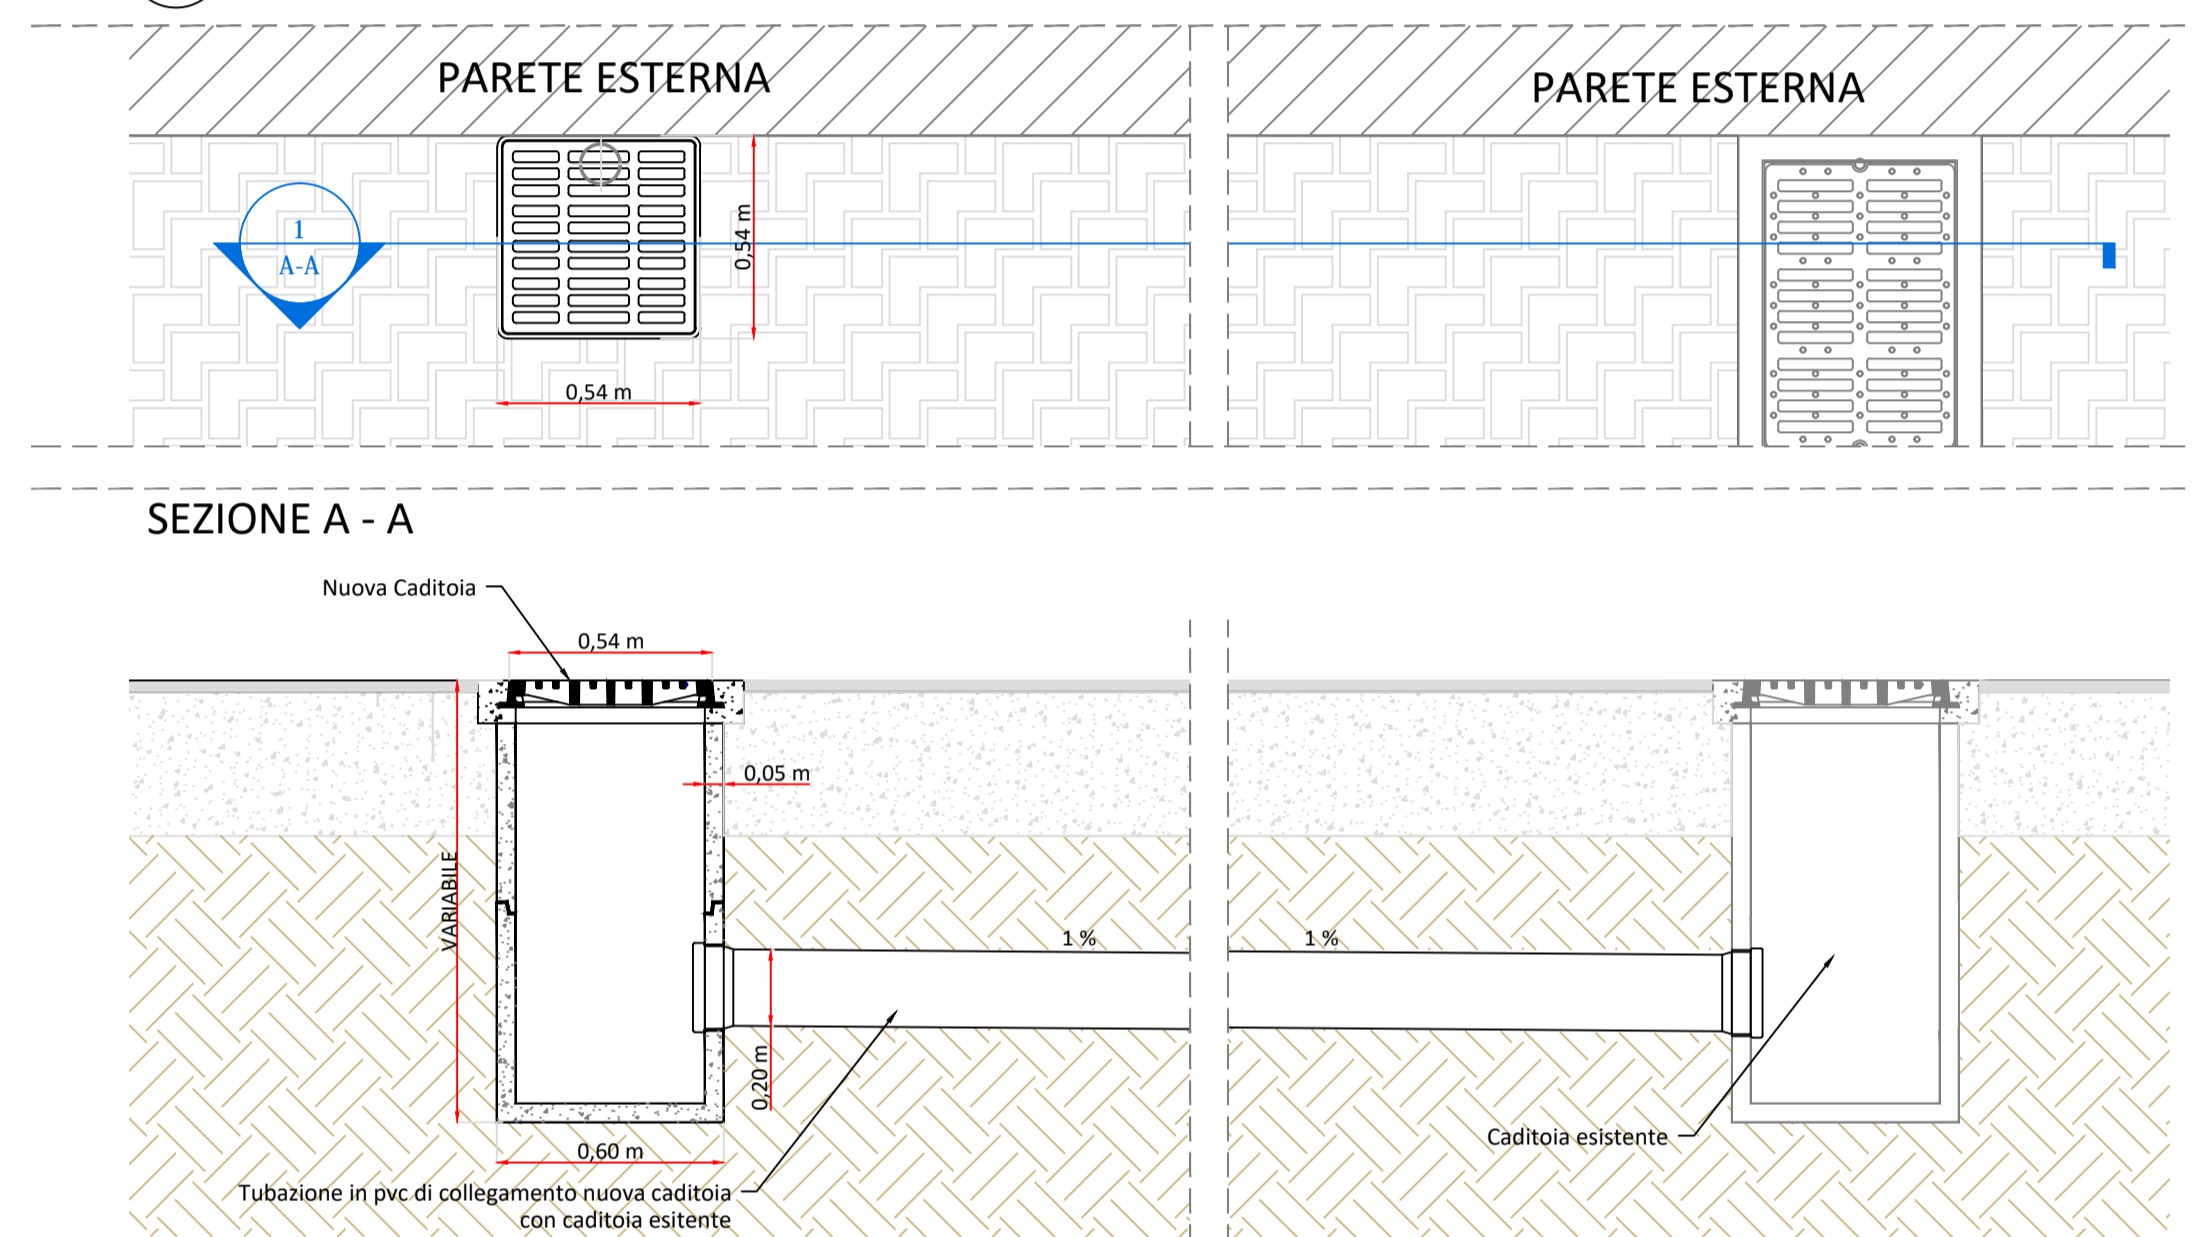 PARETE ESTERNA
PARETE ESTERNA
1
A-A
0,54 m
0,54 m
SEZIONE A - A
Nuova Caditoia
0,54 m
0,05 m
VARIABILE
1 %
1 %
0,20 m
Caditoia esistente
0,60 m
Tubazione in pvc di collegamento nuova caditoia
con caditoia esitente